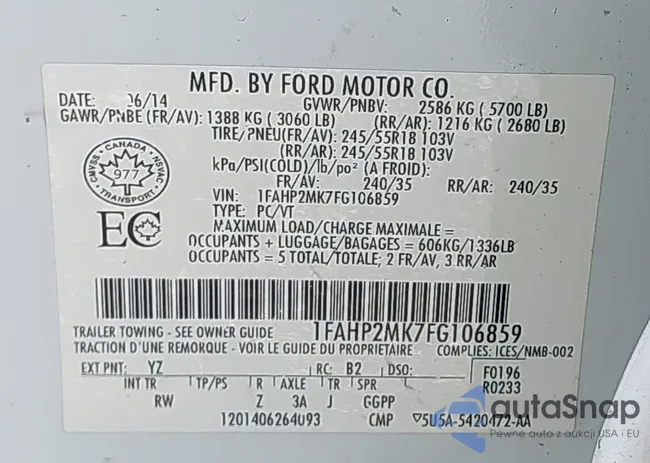 MFD. BY FORD MOTOR CO.
DATE: 06/14 GVWR/PNBV: 2586 KG ( 5700 LB)
GAWR/PNBE (FR/AV): 1388 KG ( 3060 LB) (RR/AR): 1216 KG ( 2680 LB)
TIRE/PNEU(FR/AV): 245/55R18 103V
(RR/AR): 245/55R18 103V
kPa/PSI(COLD)/lb/po² (A FROID):
FR/AV: 240/35 RR/AR: 240/35
CANADA
CMVSS NSVAC
977
TRANSPORT
VIN: 1FAHP2MK7FG106859
TYPE: PC/VT
EC
MAXIMUM LOAD/CHARGE MAXIMALE =
OCCUPANTS + LUGGAGE/BAGAGES = 606KG/1336LB
OCCUPANTS = 5 TOTAL/TOTALE; 2 FR/AV, 3 RR/AR
1FAHP2MK7FG106859
TRAILER TOWING - SEE OWNER GUIDE
TRACTION D'UNE REMORQUE - VOIR LE GUIDE DU PROPRIETAIRE COMPLIES: ICES/NMB-002
EXT PNT: YZ RC: B2 DSO: F0196
INT TR TP/PS R AXLE TR SPR R0233
RW Z 3A J GGPP
1201406264093 CMP 5U5A-5420472-AA
autoSnap
Pewne auta z aukcji USA i EU